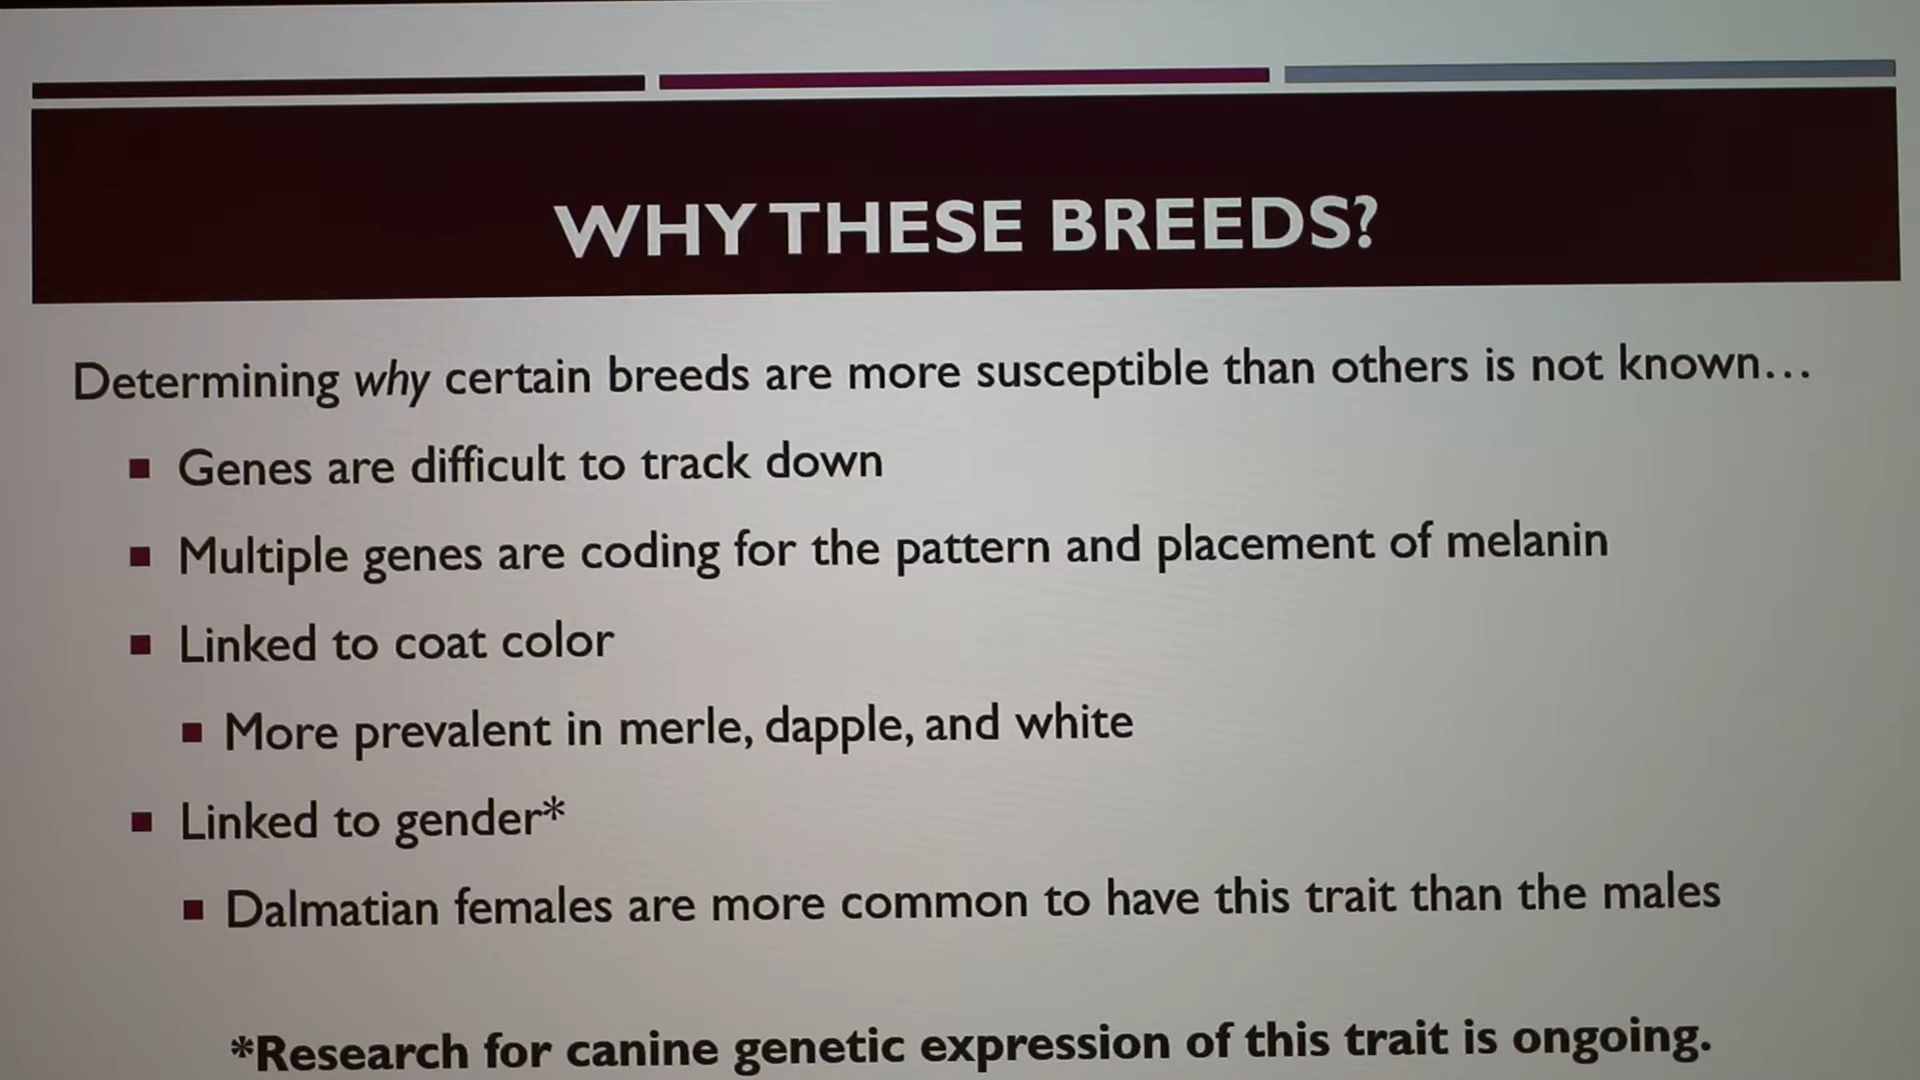 WHY THESE BREEDS?
Determining why certain breeds are more susceptible than others is not known...
Genes are difficult to track down
Multiple genes are coding for the pattern and placement of melanin
Linked to coat color
More prevalent in merle, dapple, and white
Linked to gender*
Dalmatian females are more common to have this trait than the males
*Research for canine genetic expression of this trait is ongoing.